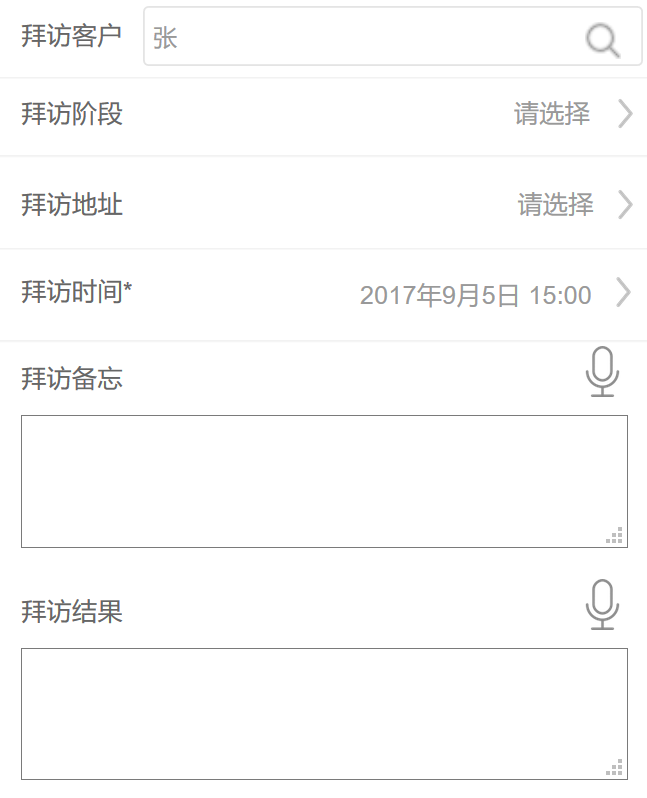 拜访客户 张
拜访阶段 请选择
拜访地址 请选择
拜访时间* 2017年9月5日 15:00
拜访备忘
拜访结果